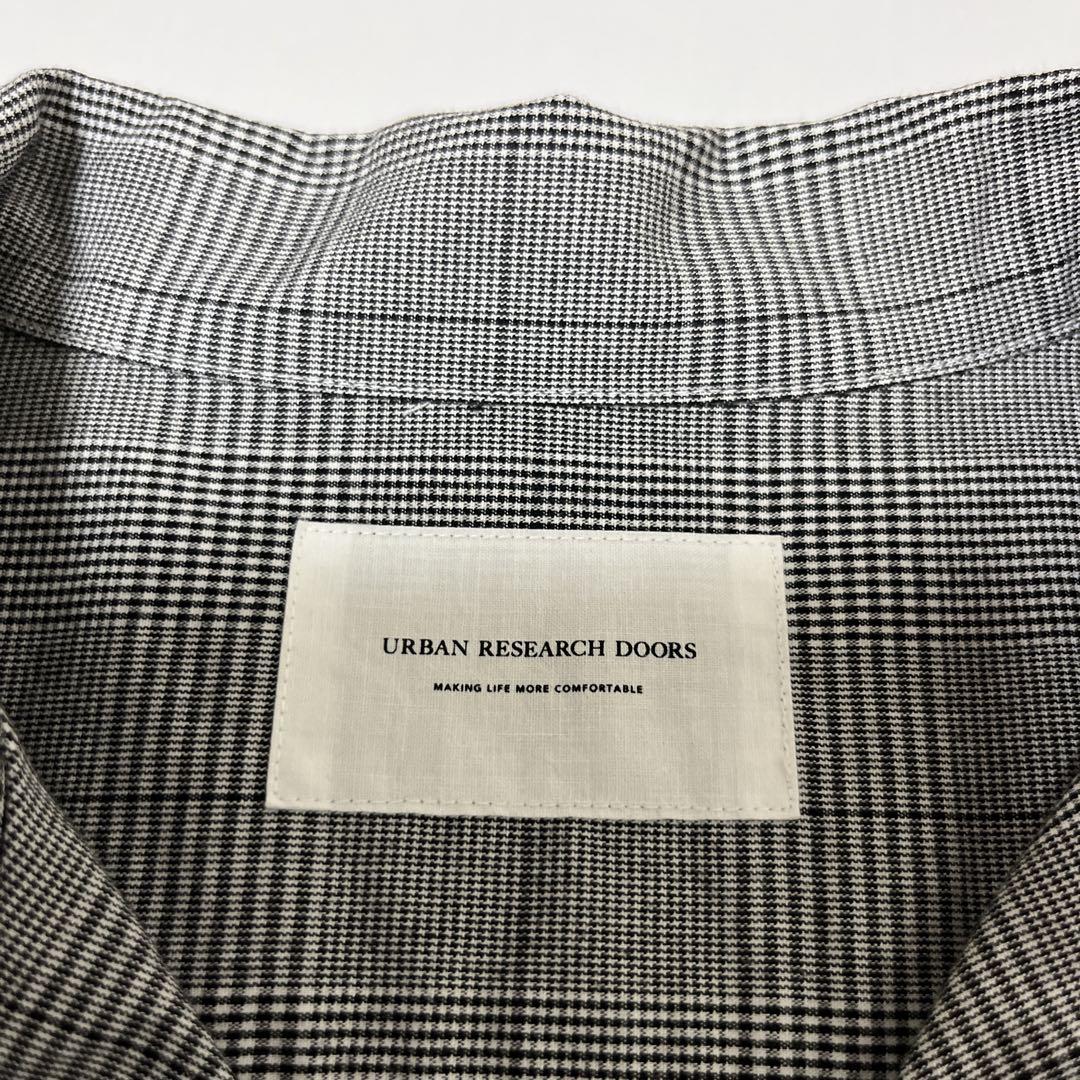 URBAN RESEARCH DOORS
MAKING LIFE MORE COMFORTABLE